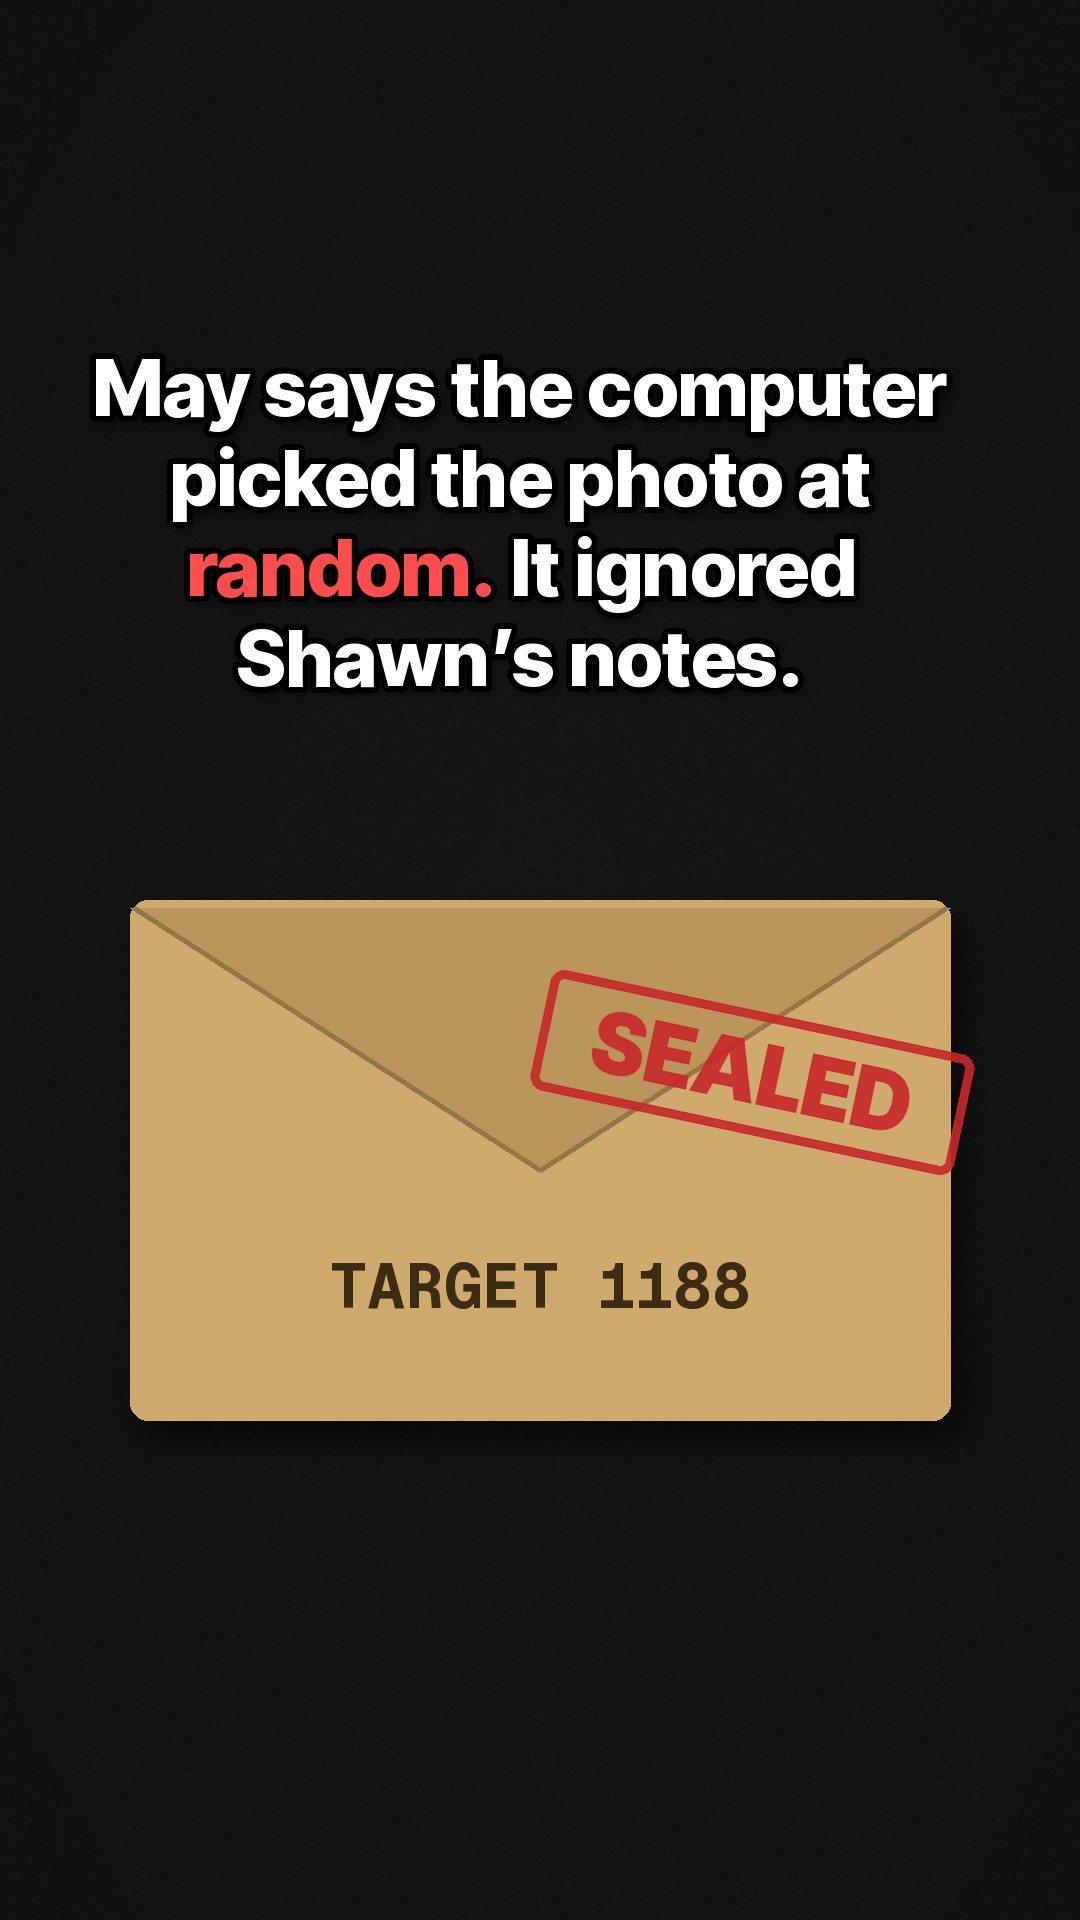 May says the computer
picked the photo at
random. It ignored
Shawn’s notes.
SEALED
TARGET 1188